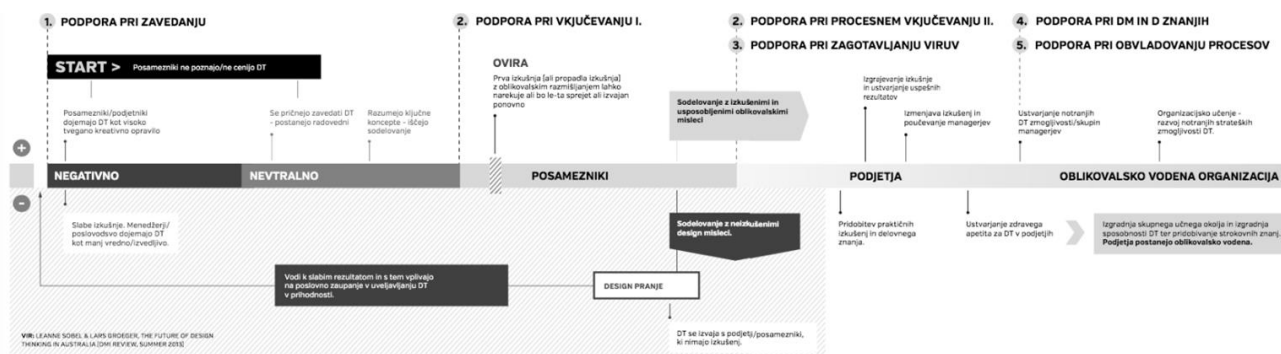 1. PODPORA PRI ZAVEDANJU
2. PODPORA PRI VKJUČEVANJU I.
2. PODPORA PRI PROCESNEM VKJUČEVANJU II.
3. PODPORA PRI ZAGOTAVLJANJU VIRUV
4. PODPORA PRI DM IN D ZNANJIH
5. PODPORA PRI OBVLADOVANJU PROCESOV
START > Posamezniki ne poznajo/ne cenijo DT
Posamezniki/podjetniki
dojemajo DT kot visoko
tvegano kreativno opravilo
Se pričnejo zavedati DT
- postanejo radovedni
Razumejo ključne
koncepte - iščejo
sodelovanje
OVIRA
Prva izkušnja [ali propadla izkušnja]
z oblikovalskim razmišljanjem lahko
narekuje ali bo le-ta sprejet ali izvajan
ponovno
Sodelovanje z izkušenimi in
usposobljenimi oblikovalskimi
misleci
Izgrajevanje izkušnje
in ustvarjanje uspešnih
rezultatov
Izmenjava izkušenj in
poučevanje managerjev
Ustvarjanje notranjih
DT zmogljivosti/skupin
managerjev
Organizacijsko učenje -
razvoj notranjih strateških
zmogljivosti DT.
+
NEGATIVNO
NEVTRALNO
POSAMEZNIKI
PODJETJA
OBLIKOVALSKO VODENA ORGANIZACIJA
-
Slabe izkušnje. Menedžerji/
poslovodsvo dojemajo DT
kot manj vredno/izvedljivo.
Sodelovanje z neizkušenimi
design misleci.
Pridobitev praktičnih
izkušenj in delovnega
znanja.
Ustvarjanje zdravega
apetita za DT v podjetjih
Izgradnja skupnega učnega okolja in izgradnja
sposobnosti DT ter pridobivanje strokovnih znanj.
Podjetja postanejo oblikovalsko vodena.
Vodi k slabim rezultatom in s tem vplivajo
na poslovno zaupanje v uveljavljanju DT
v prihodnosti.
DESIGN PRANJE
DT se izvaja s podjetji/posamezniki,
ki nimajo izkušenj.
VIR: LEANNE SOBEL & LARS GROEGER, THE FUTURE OF DESIGN
THINKING IN AUSTRALIA [DMI REVIEW, SUMMER 2013]